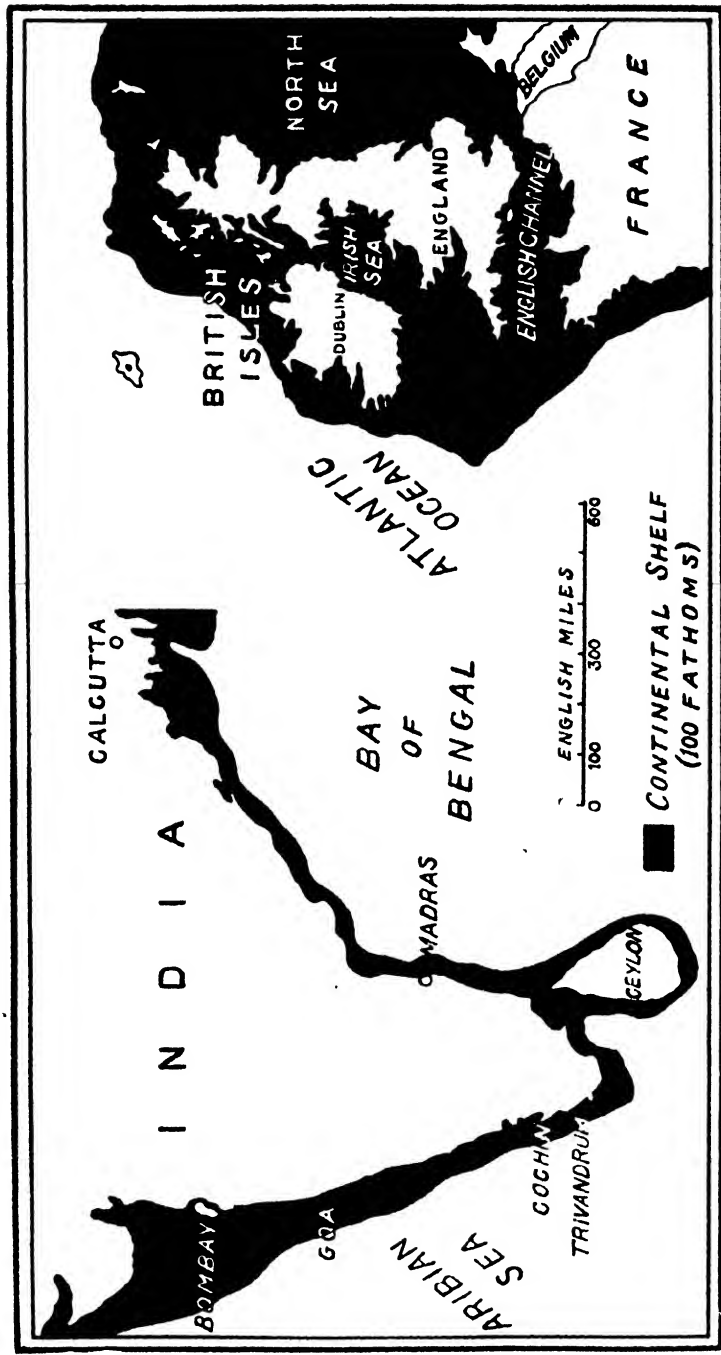 INDIA
CALCUTTA
BOMBAY
GOA
MADRAS
COCHIN
TRIVANDRUM
CEYLON
ARIBIAN
SEA
BAY
OF
BENGAL
ENGLISH MILES
0 100 300 600
CONTINENTAL SHELF
(100 FATHOMS)
BRITISH
ISLES
NORTH
SEA
DUBLIN
IRISH
SEA
ENGLAND
ATLANTIC
OCEAN
ENGLISH CHANNEL
BELGIUM
FRANCE